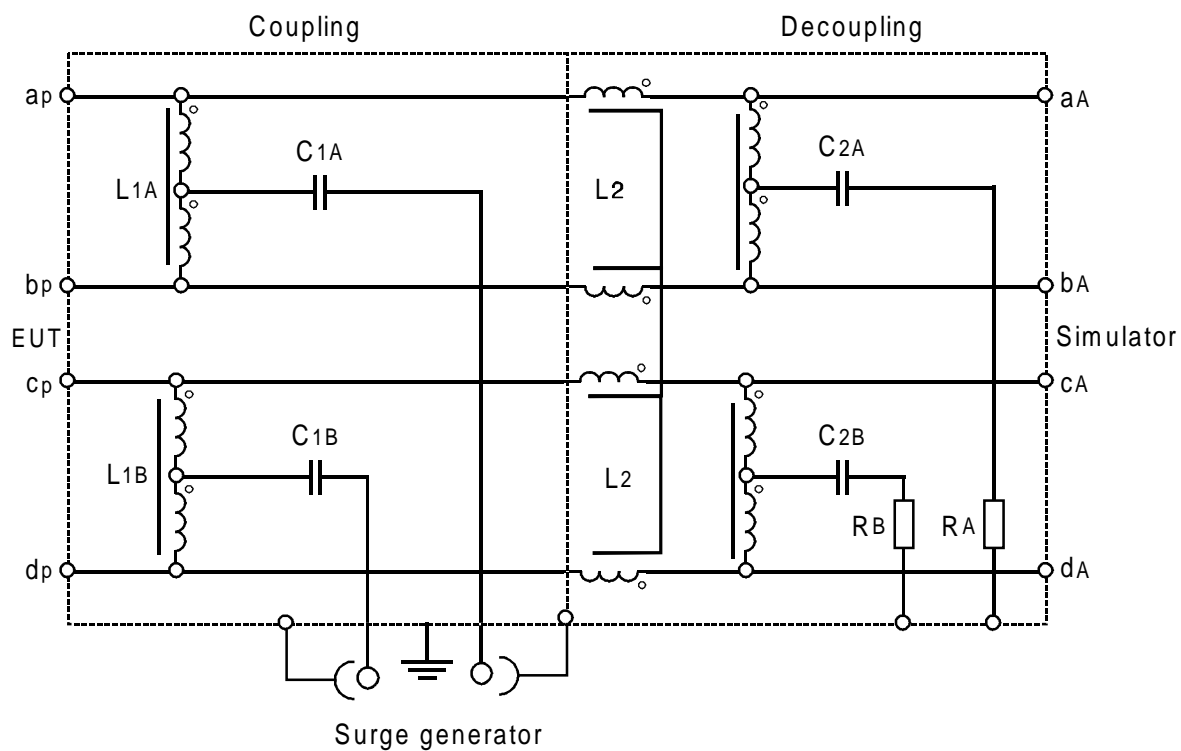 Coupling Decoupling
ap aA
C1A C2A
L1A L2
bp bA
EUT Simulator
cp cA
C1B C2B
L1B L2
RB RA
dp dA
Surge generator